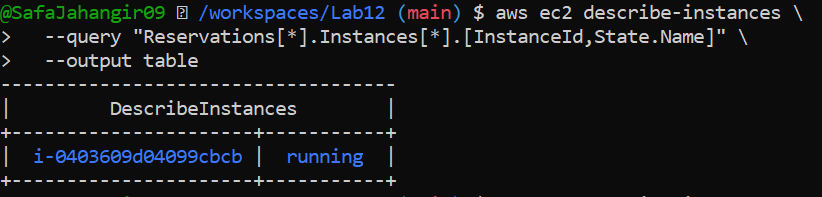 @SafaJahangir09 /workspaces/Lab12 (main) $ aws ec2 describe-instances \
>   --query "Reservations[*].Instances[*].[InstanceId,State.Name]" \
>   --output table
-------------------------------------
|         DescribeInstances         |
+----------------------+------------+
|  i-0403609d04099cbcb |  running   |
+----------------------+------------+